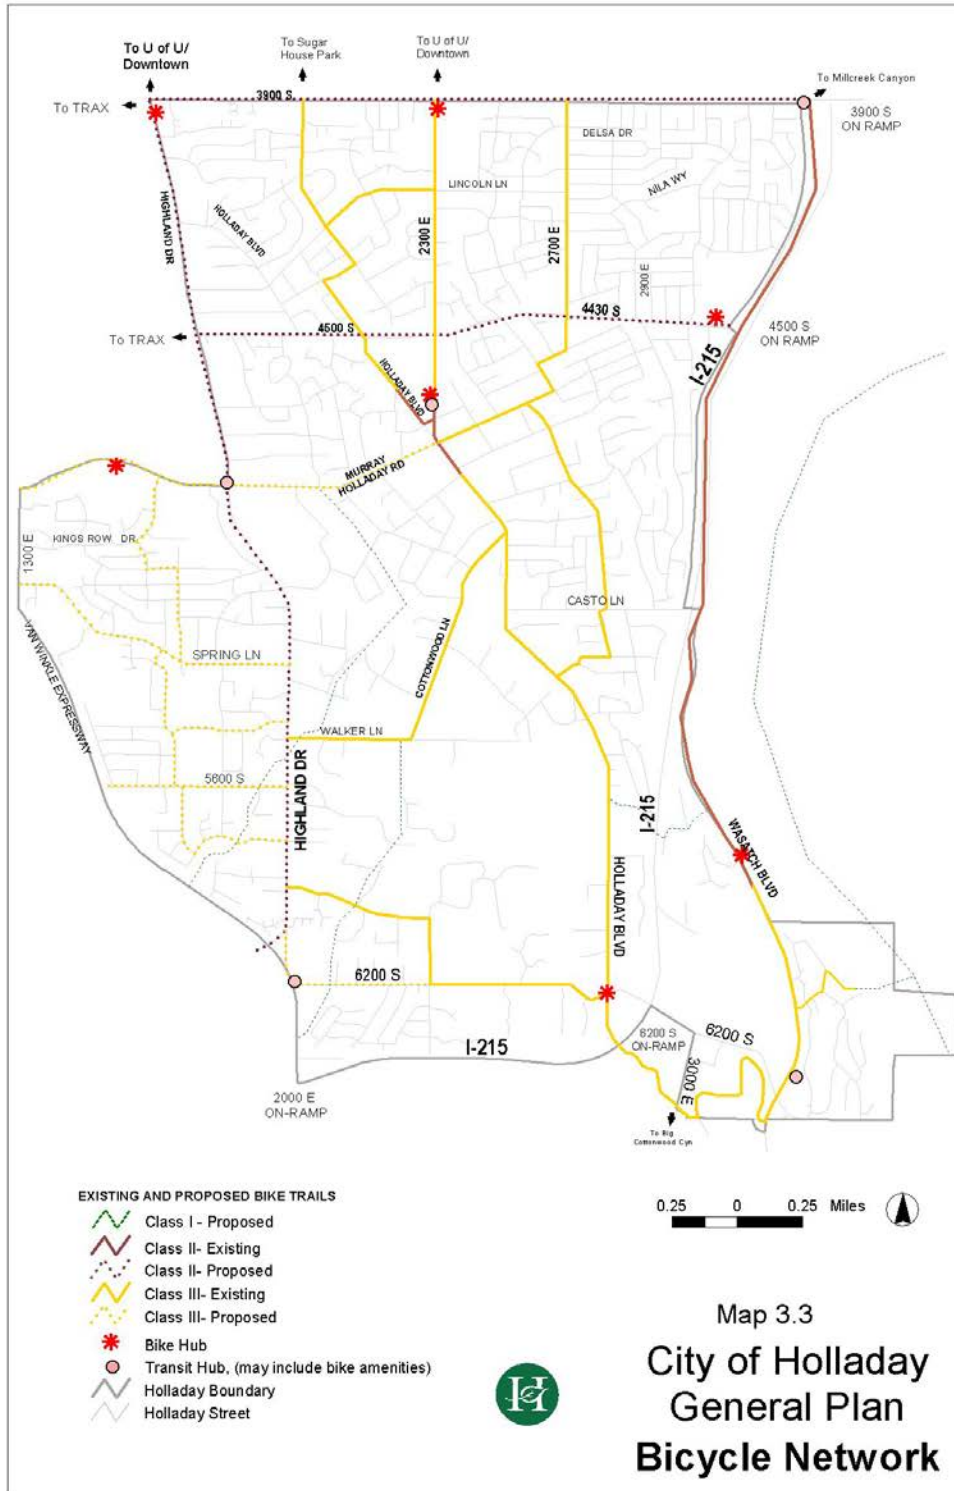 To U of U/
Downtown
To Sugar
House Park
To U of U/
Downtown
To Millcreek Canyon
To TRAX
3900 S
3900 S
ON RAMP
DELSA DR
LINCOLN LN
NILA WY
HIGHLAND DR
HOLLADAY BLVD
2300 E
2700 E
2900 E
4430 S
4500 S
To TRAX
4500 S
ON RAMP
I-215
HOLLADAY BLVD
MURRAY
HOLLADAY RD
1300 E
KINGS ROW DR
CASTO LN
COTTONWOOD LN
SPRING LN
VAN WINKLE EXPRESSWAY
WALKER LN
HIGHLAND DR
5600 S
I-215
WASATCH BLVD
HOLLADAY BLVD
6200 S
6200 S
6200 S
ON-RAMP
I-215
3000 E
2000 E
ON-RAMP
To Big
Cottonwood Cyn
EXISTING AND PROPOSED BIKE TRAILS
Class I - Proposed
Class II- Existing
Class II- Proposed
Class III- Existing
Class III- Proposed
Bike Hub
Transit Hub, (may include bike amenities)
Holladay Boundary
Holladay Street
0.25 0 0.25 Miles
Map 3.3
City of Holladay
General Plan
Bicycle Network